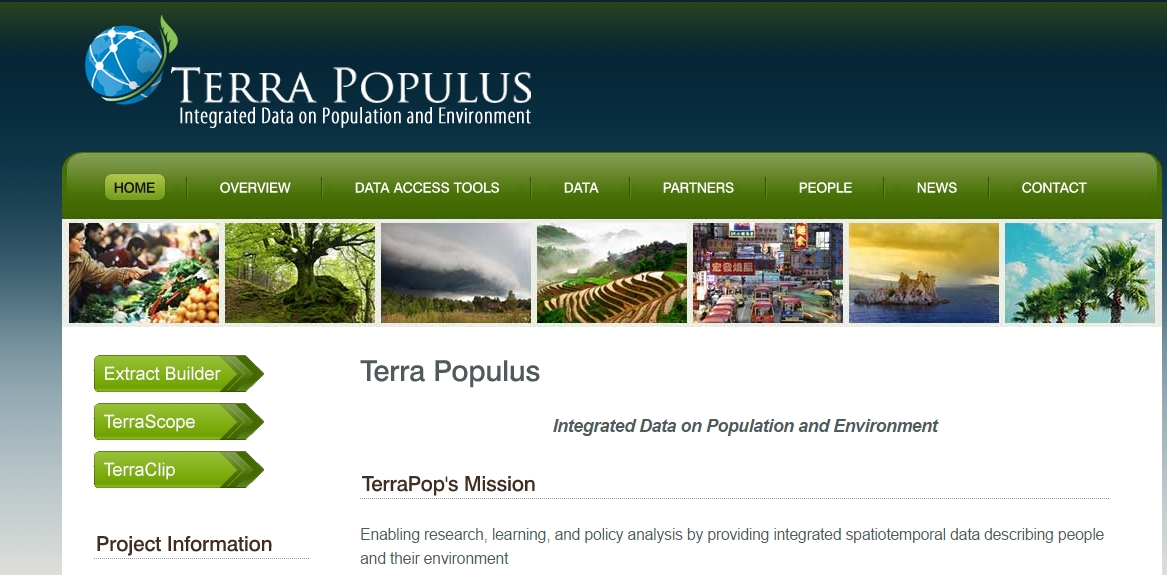 TERRA POPULUS
Integrated Data on Population and Environment
HOME
OVERVIEW
DATA ACCESS TOOLS
DATA
PARTNERS
PEOPLE
NEWS
CONTACT
Extract Builder
TerraScope
TerraClip
Project Information
Terra Populus
Integrated Data on Population and Environment
TerraPop's Mission
Enabling research, learning, and policy analysis by providing integrated spatiotemporal data describing people
and their environment